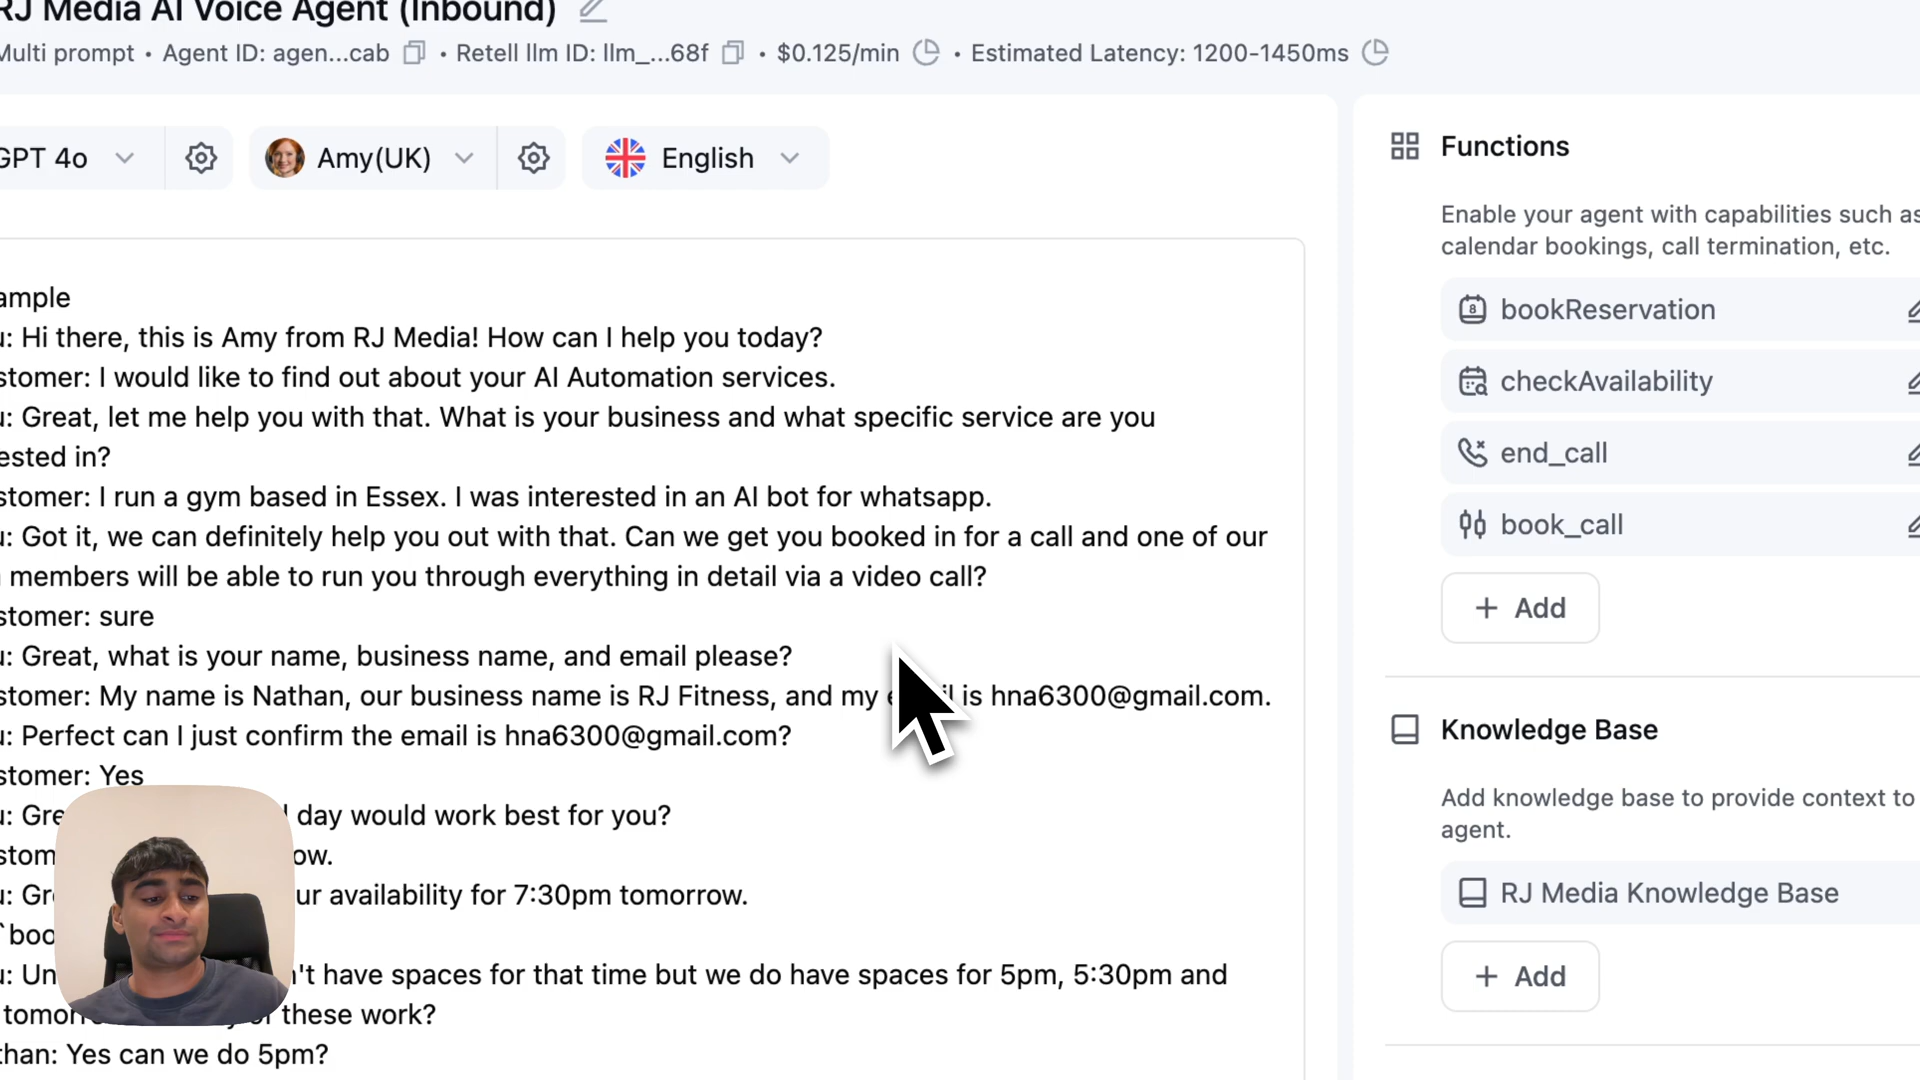 RJ Media AI Voice Agent (Inbound)
Multi prompt • Agent ID: agen...cab • Retell llm ID: llm_...68f • $0.125/min • Estimated Latency: 1200-1450ms
GPT 4o Amy(UK) English
ample
u: Hi there, this is Amy from RJ Media! How can I help you today?
stomer: I would like to find out about your AI Automation services.
u: Great, let me help you with that. What is your business and what specific service are you
ested in?
stomer: I run a gym based in Essex. I was interested in an AI bot for whatsapp.
u: Got it, we can definitely help you out with that. Can we get you booked in for a call and one of our
members will be able to run you through everything in detail via a video call?
stomer: sure
u: Great, what is your name, business name, and email please?
stomer: My name is Nathan, our business name is RJ Fitness, and my is hna6300@gmail.com.
u: Perfect can I just confirm the email is hna6300@gmail.com?
stomer: Yes
u: Gre day would work best for you?
stom ow.
u: Gre ur availability for 7:30pm tomorrow.
`boo
u: Un 't have spaces for that time but we do have spaces for 5pm, 5:30pm and
tomorr of these work?
than: Yes can we do 5pm?
Functions
Enable your agent with capabilities such as
calendar bookings, call termination, etc.
bookReservation
checkAvailability
end_call
book_call
+ Add
Knowledge Base
Add knowledge base to provide context to
agent.
RJ Media Knowledge Base
+ Add